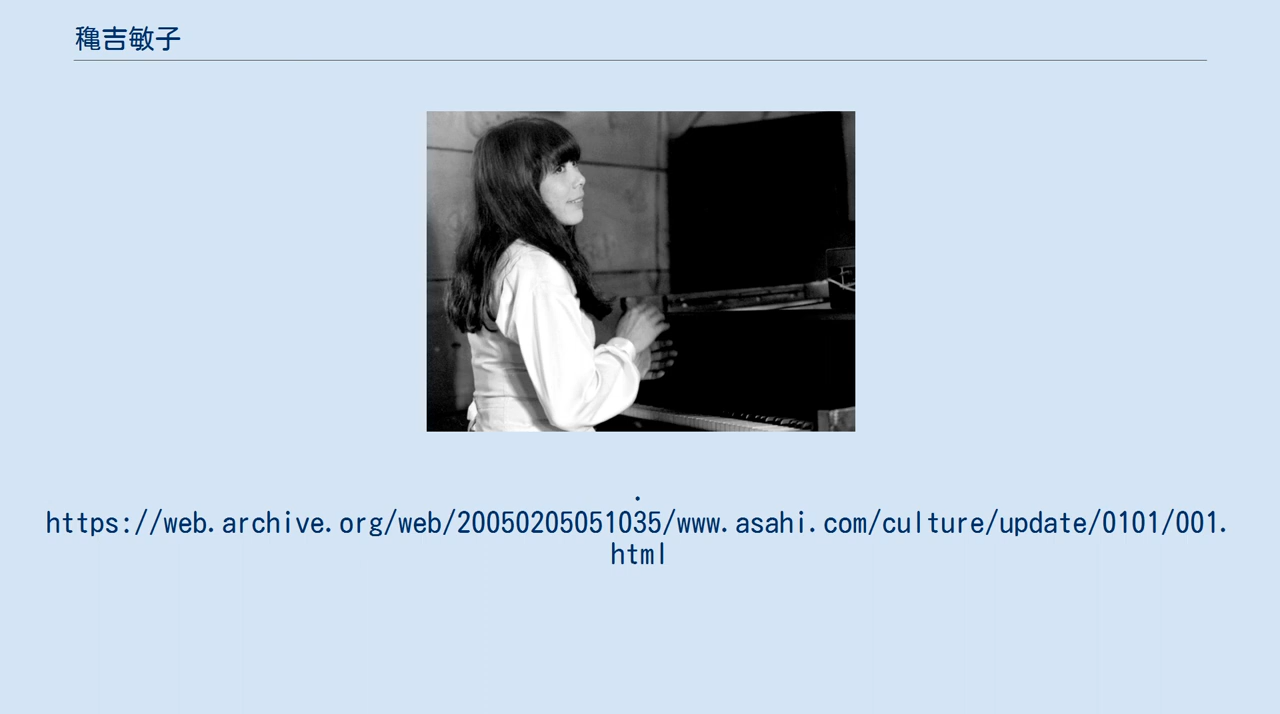 穐吉敏子
.
https://web.archive.org/web/20050205051035/www.asahi.com/culture/update/0101/001.
html